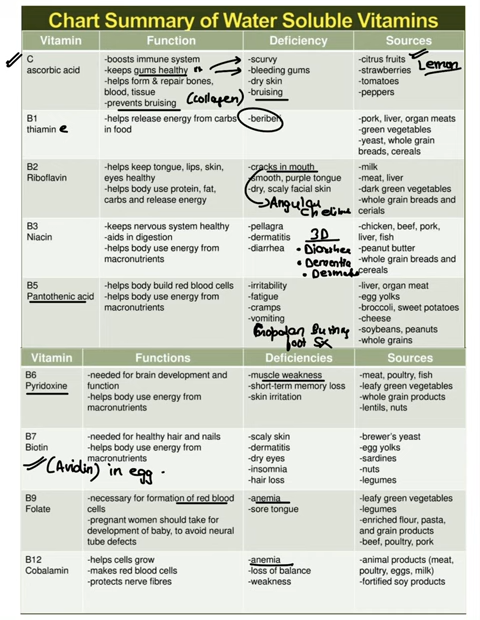 Chart Summary of Water Soluble Vitamins
Vitamin Function Deficiency Sources
C
ascorbic acid
-boosts immune system
-keeps gums healthy
-helps form & repair bones,
blood, tissue
-prevents bruising (collagen)
-scurvy
-bleeding gums
-dry skin
-bruising
-citrus fruits
-strawberries
-tomatoes
-peppers
Lemon
B1
thiamin e
-helps release energy from carbs
in food
-beriberi
-pork, liver, organ meats
-green vegetables
-yeast, whole grain
breads, cereals
B2
Riboflavin
-helps keep tongue, lips, skin,
eyes healthy
-helps body use protein, fat,
carbs and release energy
-cracks in mouth
-smooth, purple tongue
-dry, scaly facial skin
Angular
-milk
-meat, liver
-dark green vegetables
-whole grain breads and
cerials
B3
Niacin
-keeps nervous system healthy
-aids in digestion
-helps body use energy from
macronutrients
-pellagra
-dermatitis
-diarrhea
3D
• Diarrhea
• Dementia
-chicken, beef, pork,
liver, fish
-peanut butter
-whole grain breads and
cereals
B5
Pantothenic acid
-helps body build red blood cells
-helps body use energy from
macronutrients
-irritability
-fatigue
-cramps
-vomiting
foot Sx
-liver, organ meat
-egg yolks
-broccoli, sweet potatoes
-cheese
-soybeans, peanuts
-whole grains
Vitamin Functions Deficiencies Sources
B6
Pyridoxine
-needed for brain development and
function
-helps body use energy from
macronutrients
-muscle weakness
-short-term memory loss
-skin irritation
-meat, poultry, fish
-leafy green vegetables
-whole grain products
-lentils, nuts
B7
Biotin
-needed for healthy hair and nails
-helps body use energy from
macronutrients
(Avidin) in egg.
-scaly skin
-dermatitis
-dry eyes
-insomnia
-hair loss
-brewer's yeast
-egg yolks
-sardines
-nuts
-legumes
B9
Folate
-necessary for formation of red blood
cells
-pregnant women should take for
development of baby, to avoid neural
tube defects
-anemia
-sore tongue
-leafy green vegetables
-legumes
-enriched flour, pasta,
and grain products
-beef, poultry, pork
B12
Cobalamin
-helps cells grow
-makes red blood cells
-protects nerve fibres
-anemia
-loss of balance
-weakness
-animal products (meat,
poultry, eggs, milk)
-fortified soy products